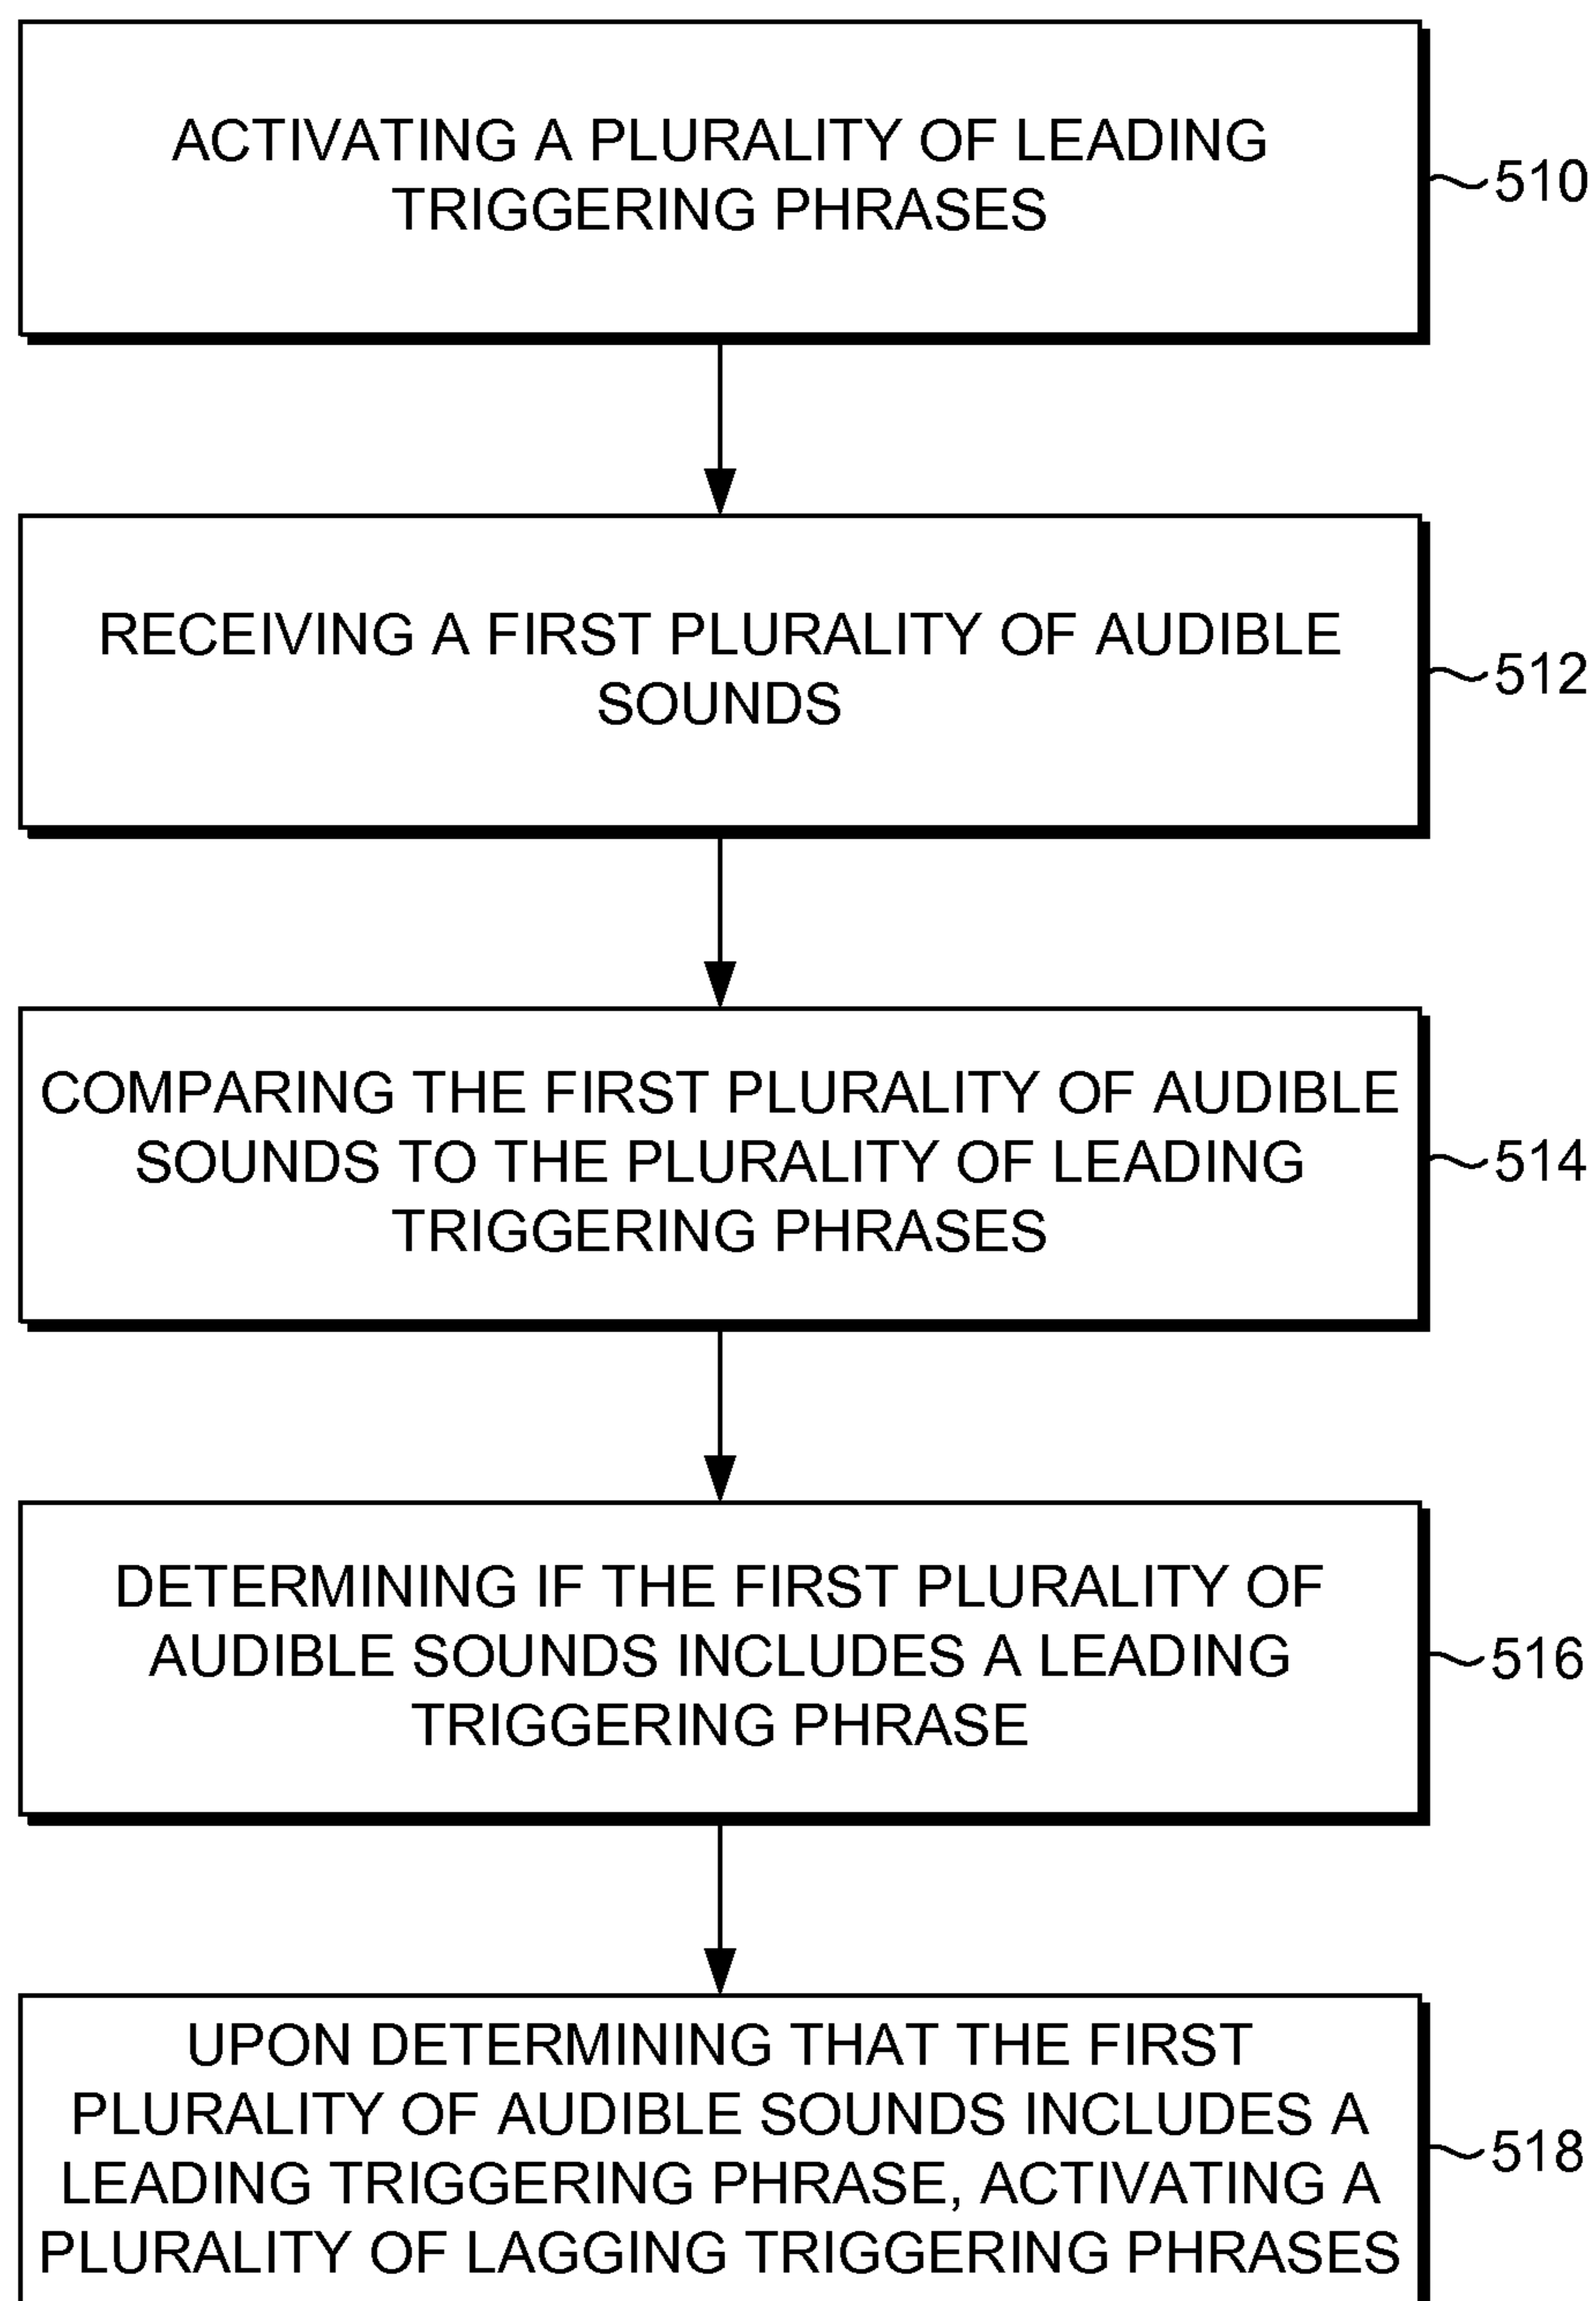 ACTIVATING A PLURALITY OF LEADING
TRIGGERING PHRASES
510
RECEIVING A FIRST PLURALITY OF AUDIBLE
SOUNDS
512
COMPARING THE FIRST PLURALITY OF AUDIBLE
SOUNDS TO THE PLURALITY OF LEADING
TRIGGERING PHRASES
514
DETERMINING IF THE FIRST PLURALITY OF
AUDIBLE SOUNDS INCLUDES A LEADING
TRIGGERING PHRASE
516
UPON DETERMINING THAT THE FIRST
PLURALITY OF AUDIBLE SOUNDS INCLUDES A
LEADING TRIGGERING PHRASE, ACTIVATING A
PLURALITY OF LAGGING TRIGGERING PHRASES
518